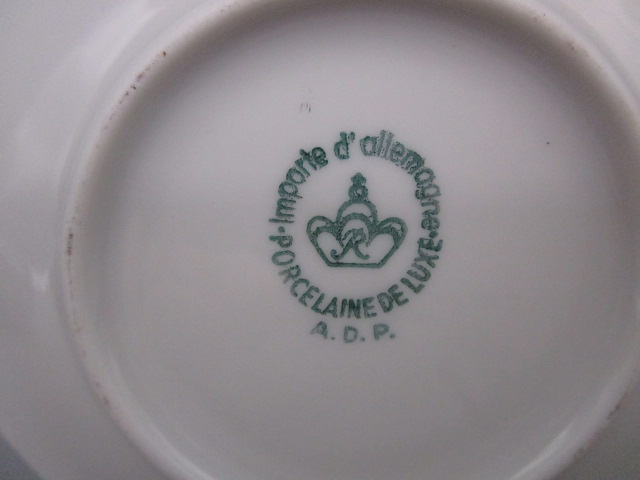 Importe d'allemagne
R
PORCELAINE DE LUXE
A.D.P.